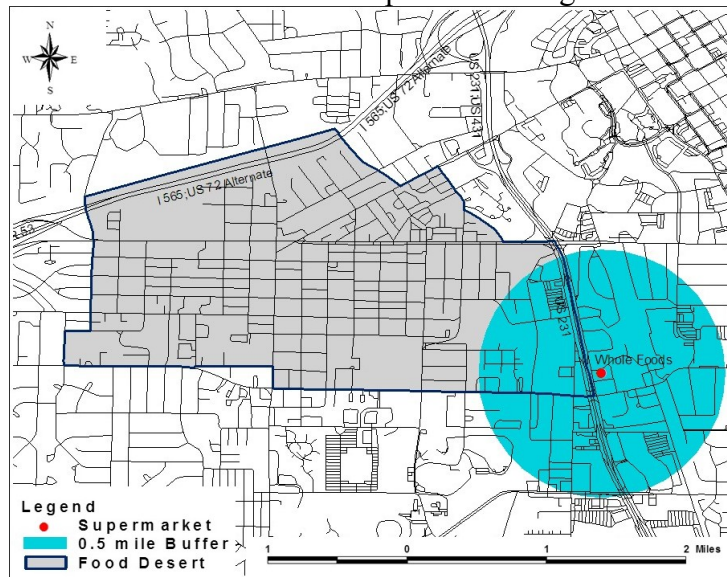 N
W E
S
I 565;US 72 Alternate
US 231;US 431
I 565;US 72 Alternate
US 231
Whole Foods
Legend
Supermarket
0.5 mile Buffer
Food Desert
1 0 1 2 Miles